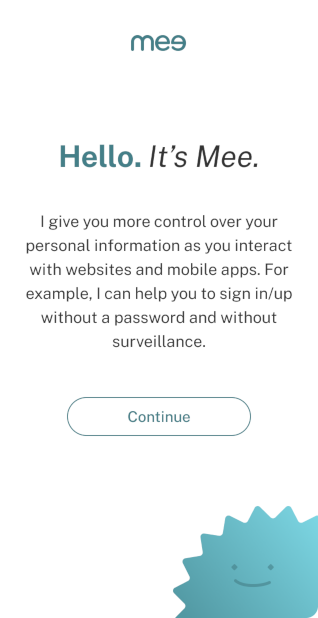 mee
Hello. It’s Mee.
I give you more control over your
personal information as you interact
with websites and mobile apps. For
example, I can help you to sign in/up
without a password and without
surveillance.
Continue